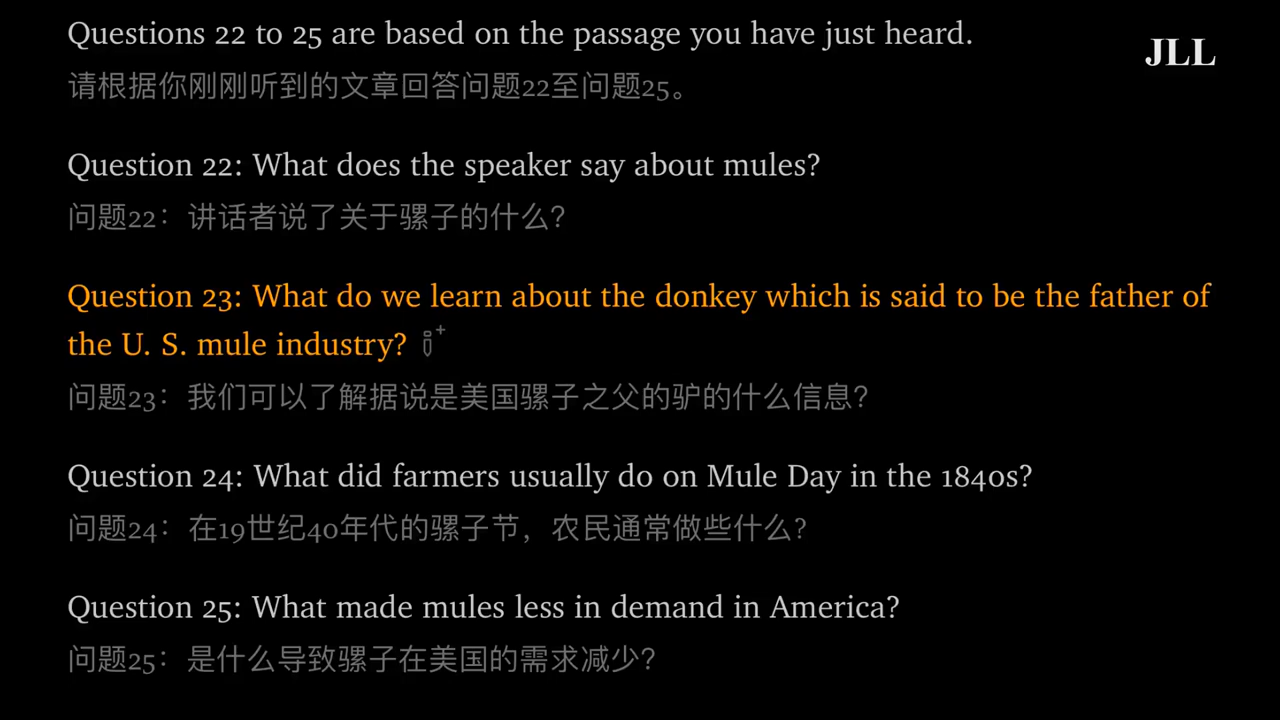 Questions 22 to 25 are based on the passage you have just heard.
JLL
请根据你刚刚听到的文章回答问题22至问题25。
Question 22: What does the speaker say about mules?
问题22：讲话者说了关于骡子的什么？
Question 23: What do we learn about the donkey which is said to be the father of
the U. S. mule industry?
问题23：我们可以了解据说是美国骡子之父的驴的什么信息？
Question 24: What did farmers usually do on Mule Day in the 1840s?
问题24：在19世纪40年代的骡子节，农民通常做些什么？
Question 25: What made mules less in demand in America?
问题25：是什么导致骡子在美国的需求减少？